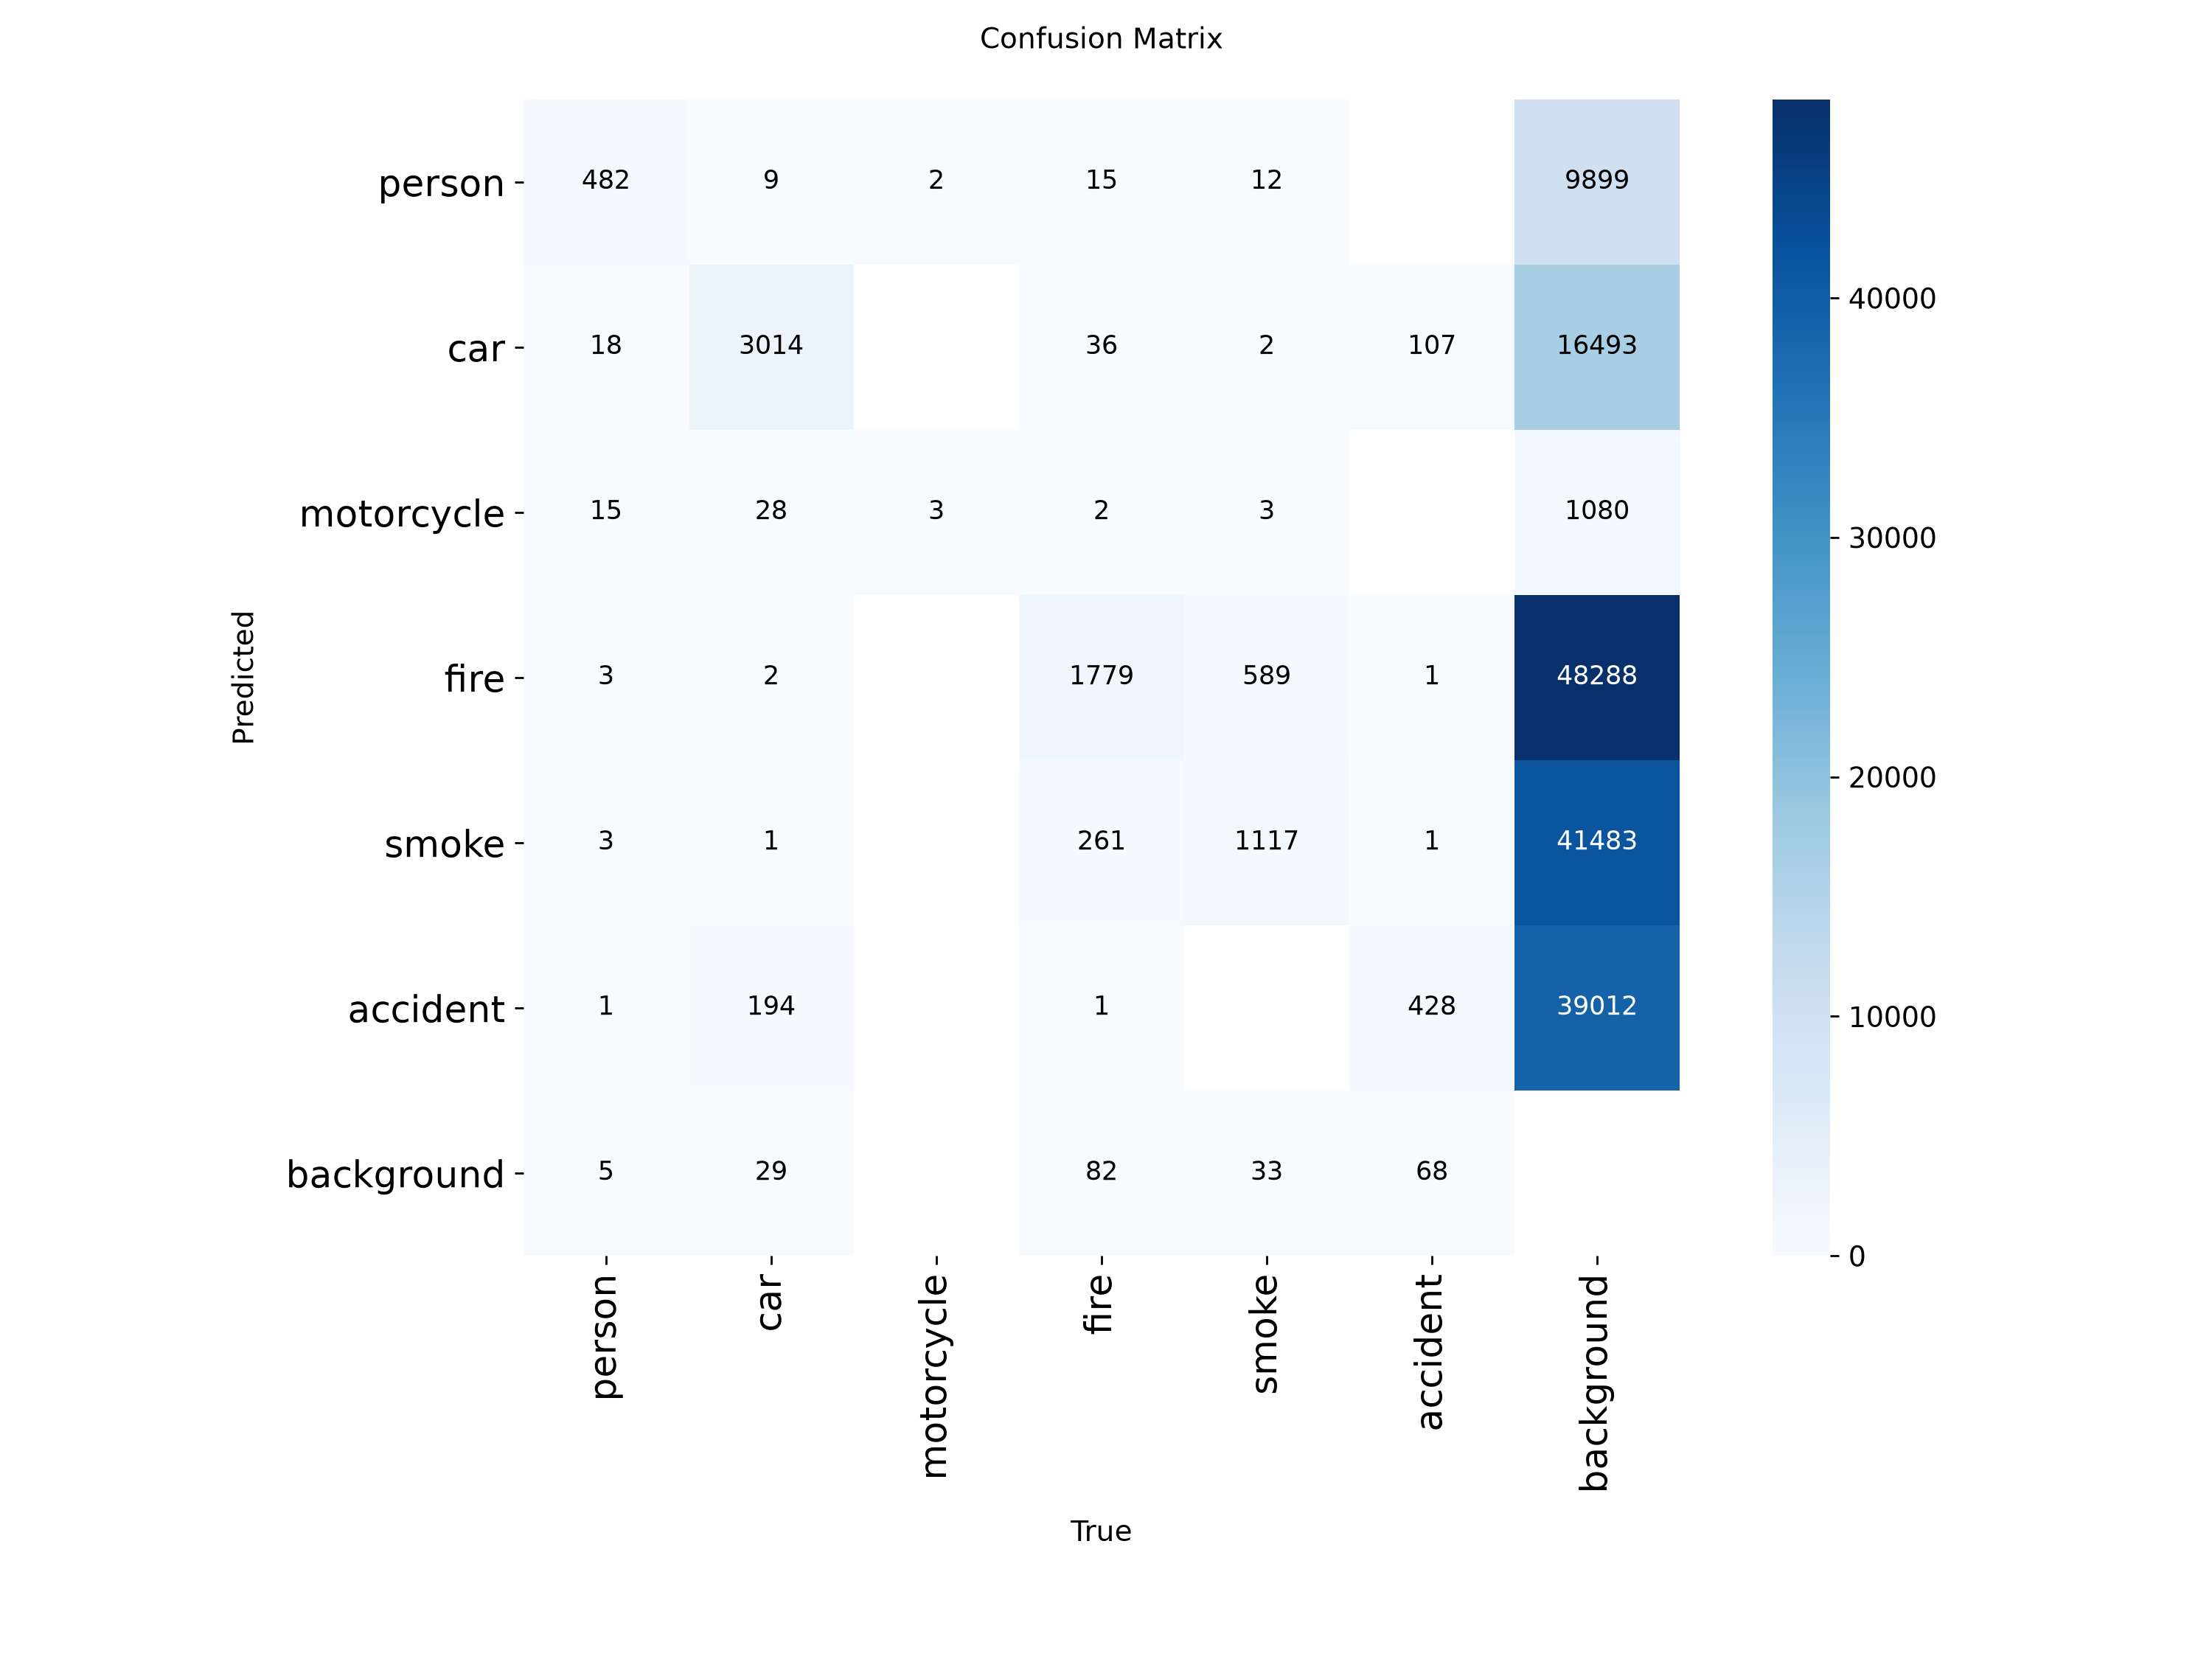 Confusion Matrix
person 482 9 2 15 12 9899
car 18 3014 36 2 107 16493
motorcycle 15 28 3 2 3 1080
fire 3 2 1779 589 1 48288
smoke 3 1 261 1117 1 41483
accident 1 194 1 428 39012
background 5 29 82 33 68
Predicted
person car motorcycle fire smoke accident background
True
40000
30000
20000
10000
0